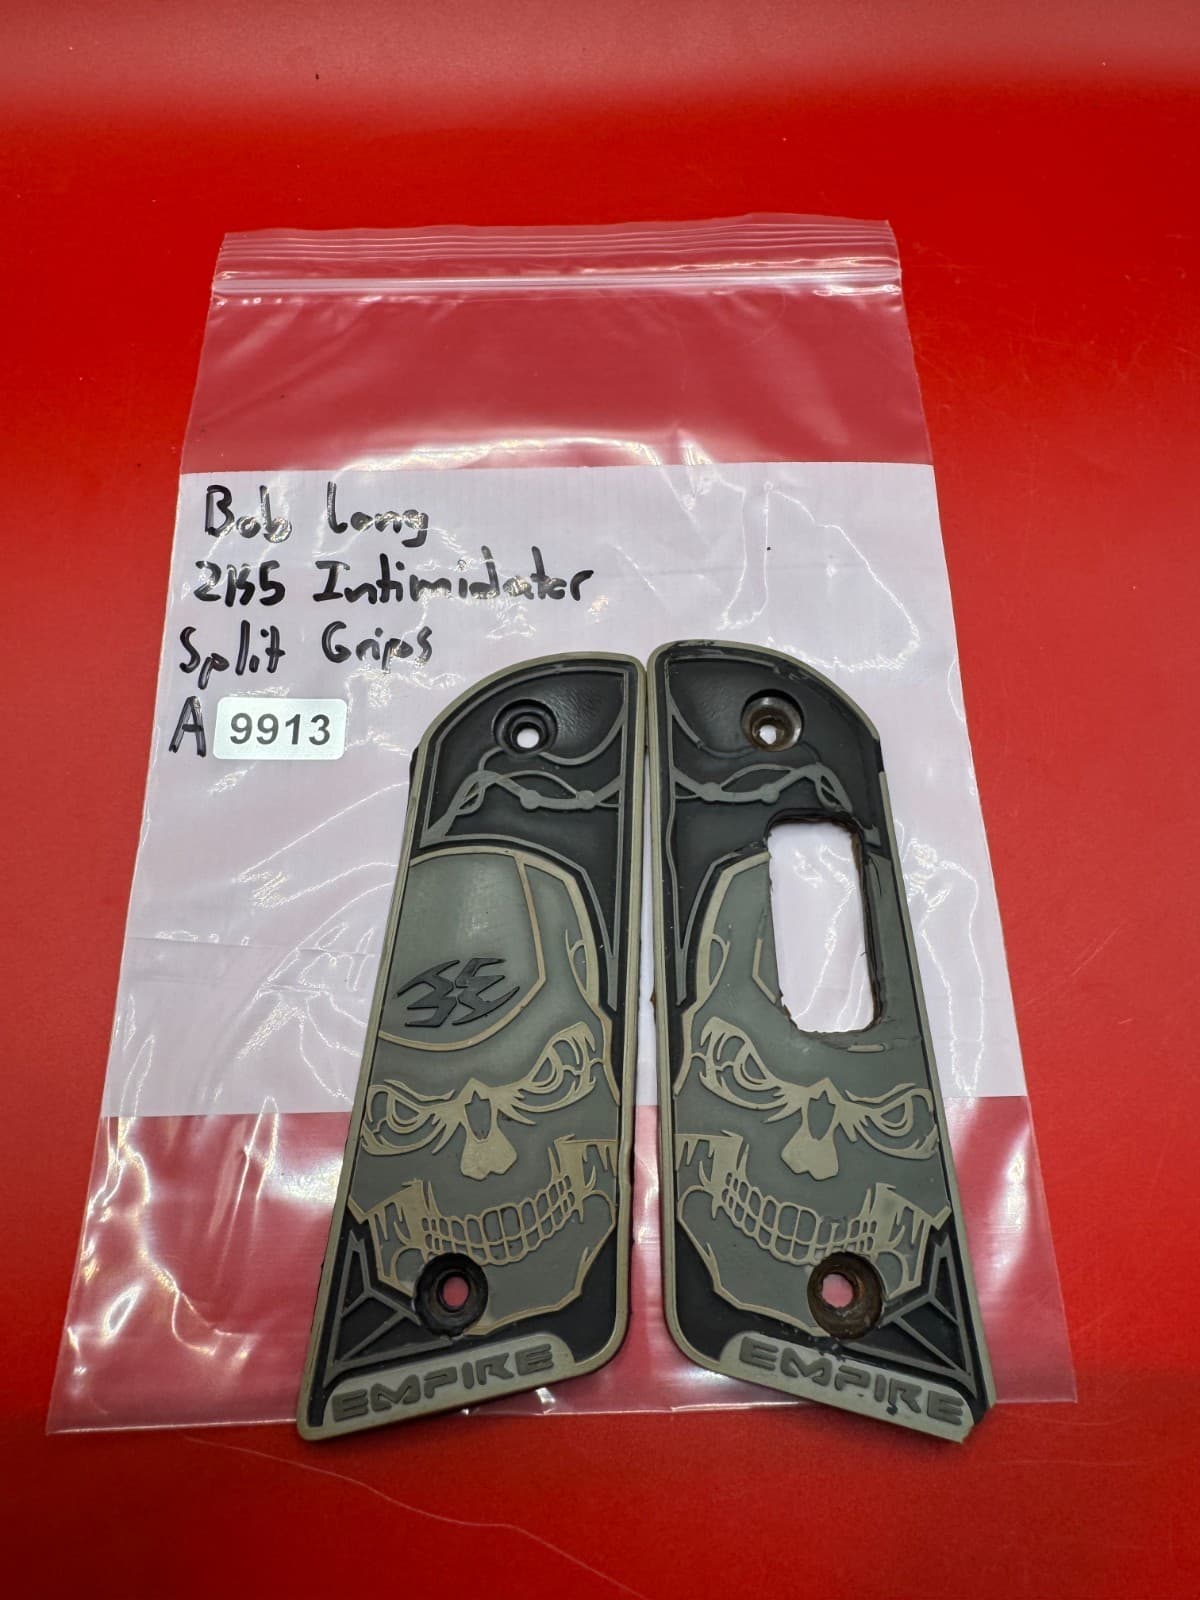 Bob Long
2K5 Intimidator
Split Grips
A 9913
EMPIRE EMPIRE